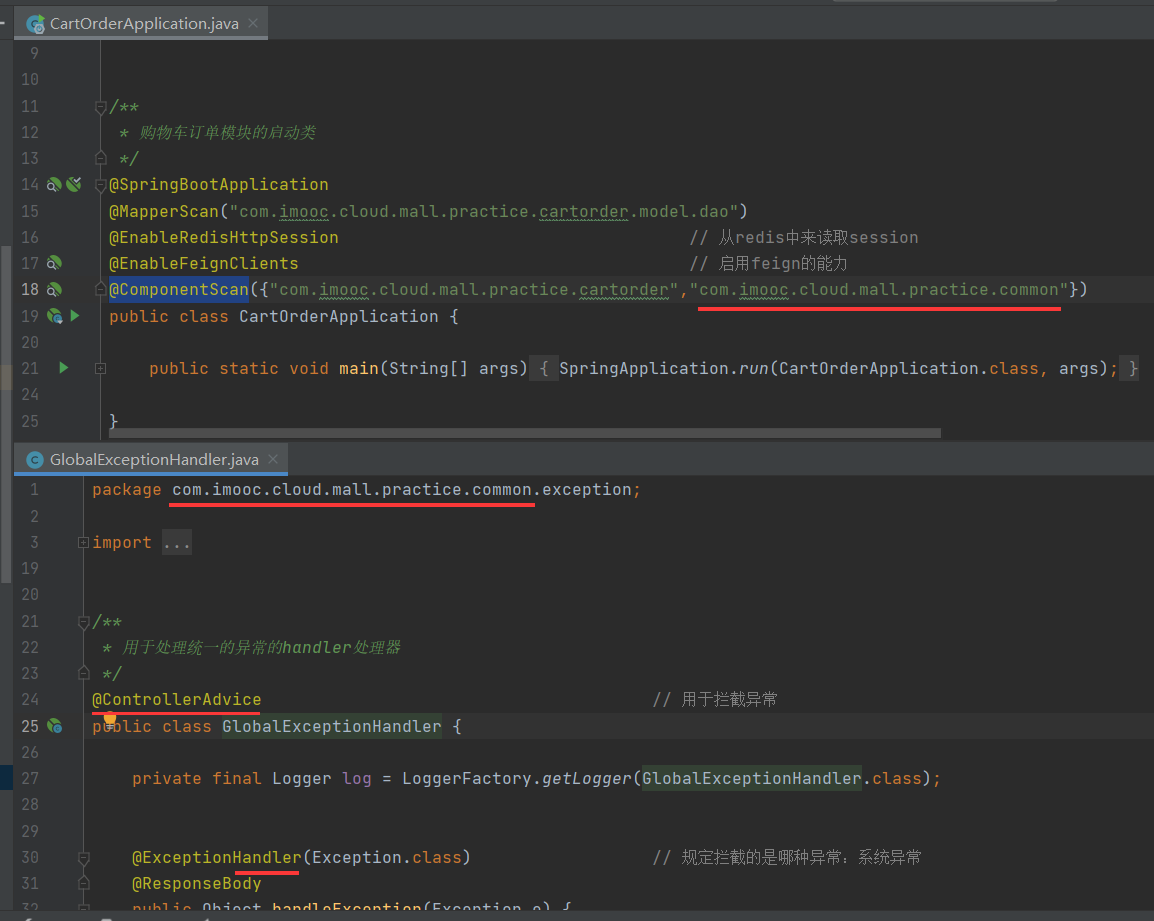 CartOrderApplication.java
9
10
11 /**
12 * 购物车订单模块的启动类
13 */
14 @SpringBootApplication
15 @MapperScan("com.imooc.cloud.mall.practice.cartorder.model.dao")
16 @EnableRedisHttpSession // 从redis中来读取session
17 @EnableFeignClients // 启用feign的能力
18 @ComponentScan({"com.imooc.cloud.mall.practice.cartorder","com.imooc.cloud.mall.practice.common"})
19 public class CartOrderApplication {
20
21 public static void main(String[] args) { SpringApplication.run(CartOrderApplication.class, args); }
24
25 }
GlobalExceptionHandler.java
1 package com.imooc.cloud.mall.practice.common.exception;
2
3 import ...
19
20
21 /**
22 * 用于处理统一的异常的handler处理器
23 */
24 @ControllerAdvice // 用于拦截异常
25 public class GlobalExceptionHandler {
26
27 private final Logger log = LoggerFactory.getLogger(GlobalExceptionHandler.class);
28
29
30 @ExceptionHandler(Exception.class) // 规定拦截的是哪种异常：系统异常
31 @ResponseBody
32 public Object handleException(Exception e) {